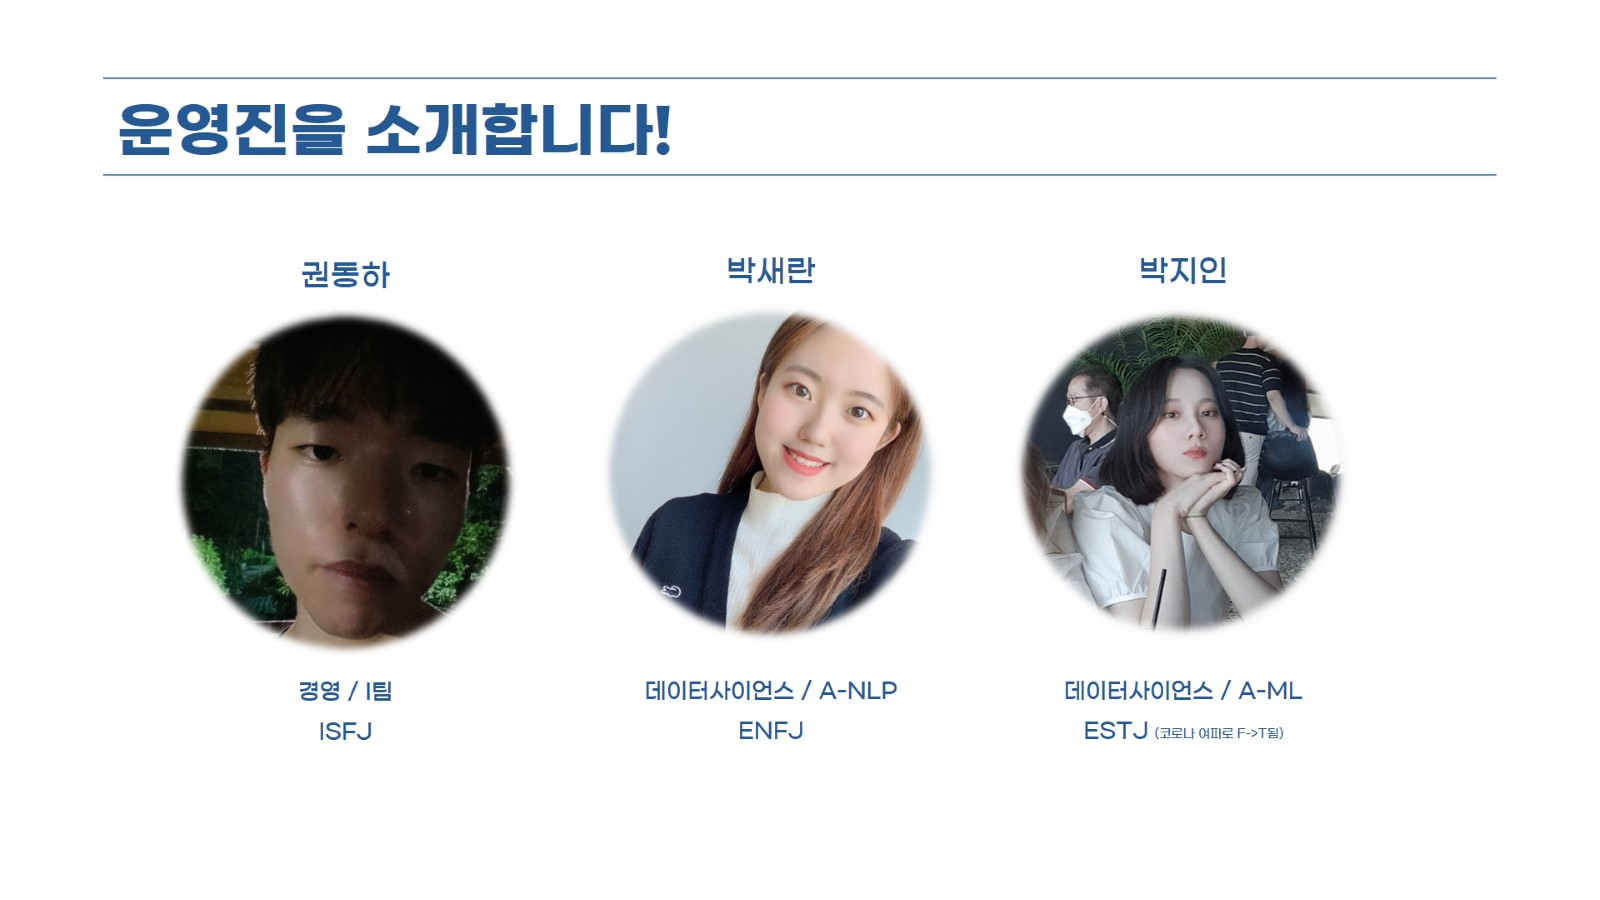 운영진을 소개합니다!
권동하
박새란
박지인
경영 / I팀
데이터사이언스 / A-NLP
데이터사이언스 / A-ML
ISFJ
ENFJ
ESTJ (코로나 여파로 F->T됨)